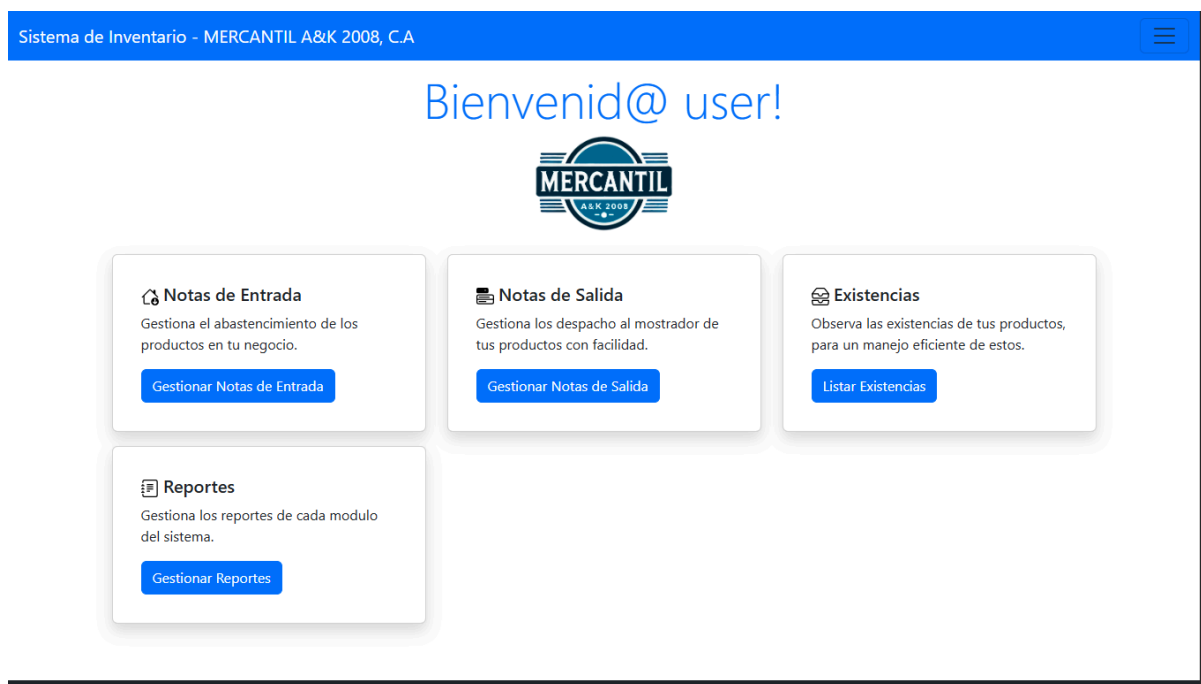 Sistema de Inventario - MERCANTIL A&K 2008, C.A
Bienvenid@ user!
MERCANTIL
A&K 2008
Notas de Entrada
Gestiona el abastencimiento de los
productos en tu negocio.
Gestionar Notas de Entrada
Notas de Salida
Gestiona los despacho al mostrador de
tus productos con facilidad.
Gestionar Notas de Salida
Existencias
Observa las existencias de tus productos,
para un manejo eficiente de estos.
Listar Existencias
Reportes
Gestiona los reportes de cada modulo
del sistema.
Gestionar Reportes